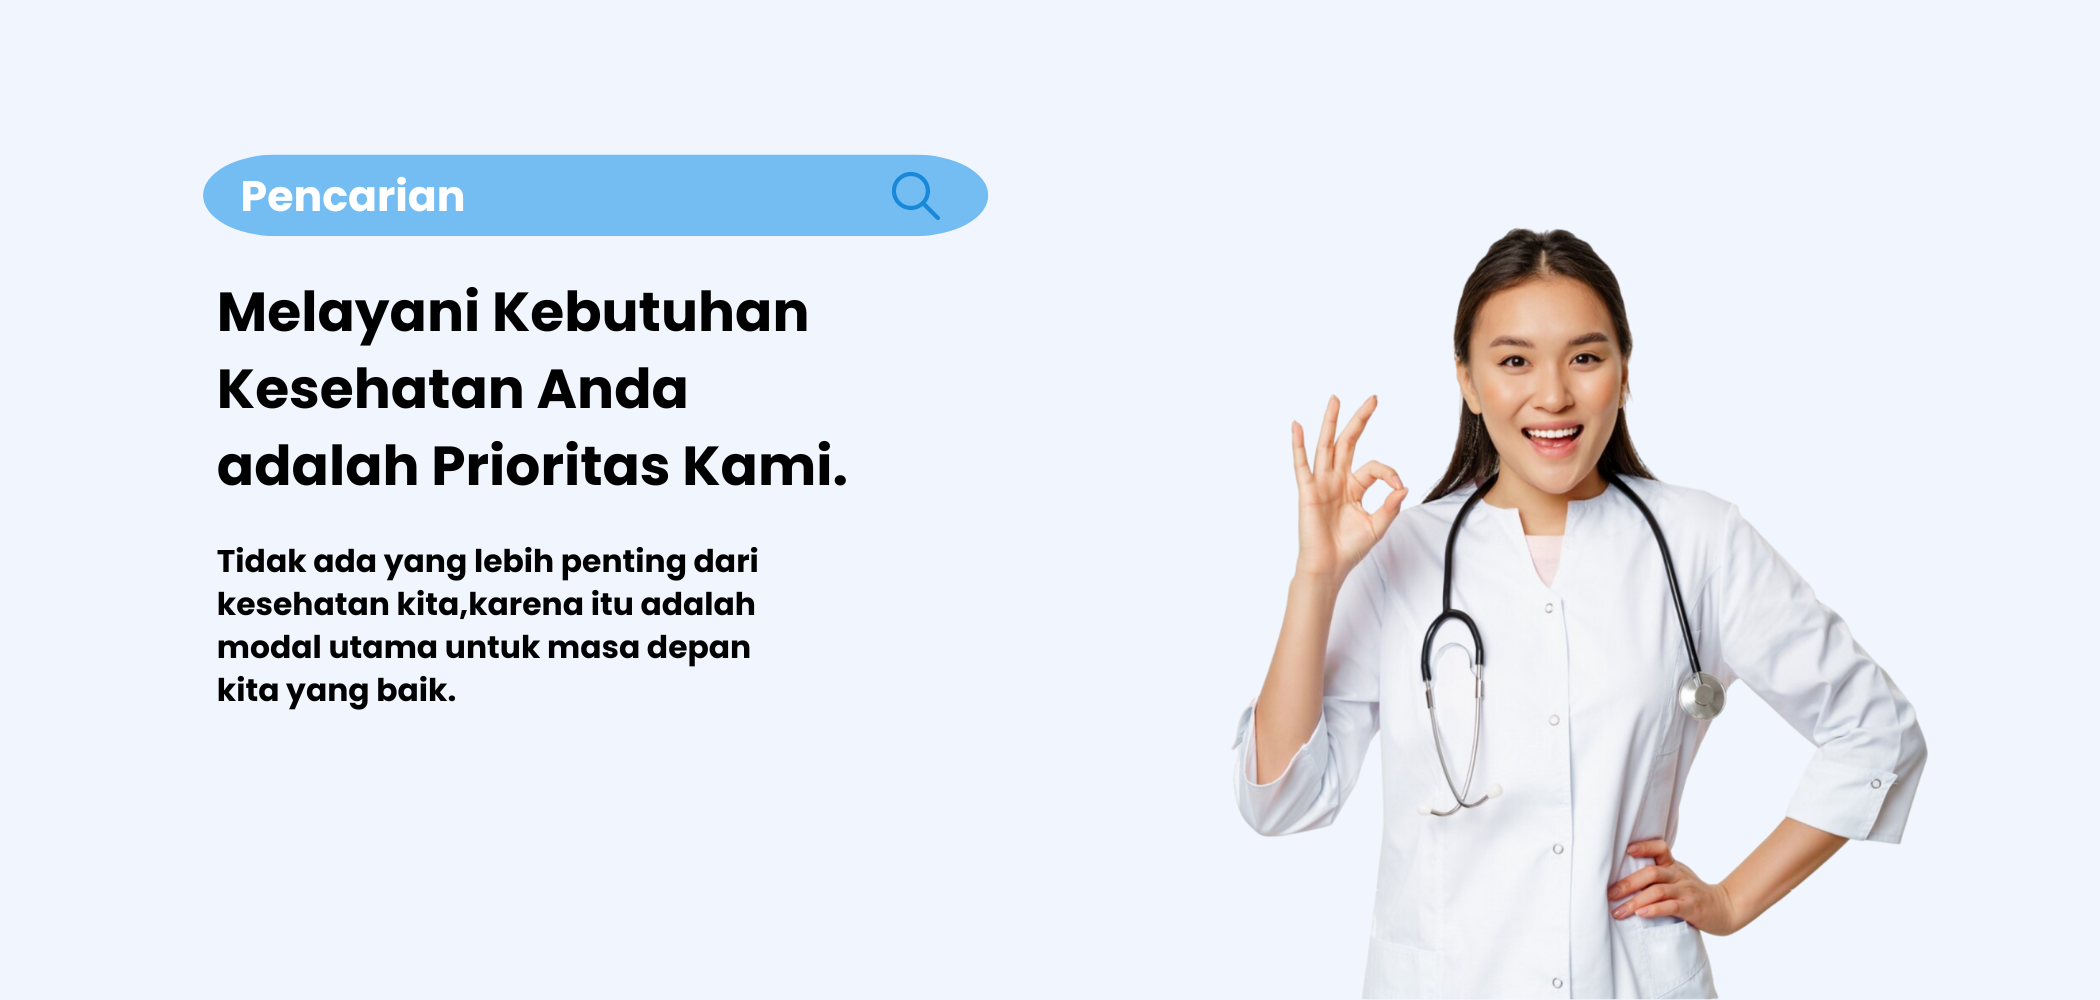 Pencarian
Melayani Kebutuhan
Kesehatan Anda
adalah Prioritas Kami.
Tidak ada yang lebih penting dari
kesehatan kita,karena itu adalah
modal utama untuk masa depan
kita yang baik.